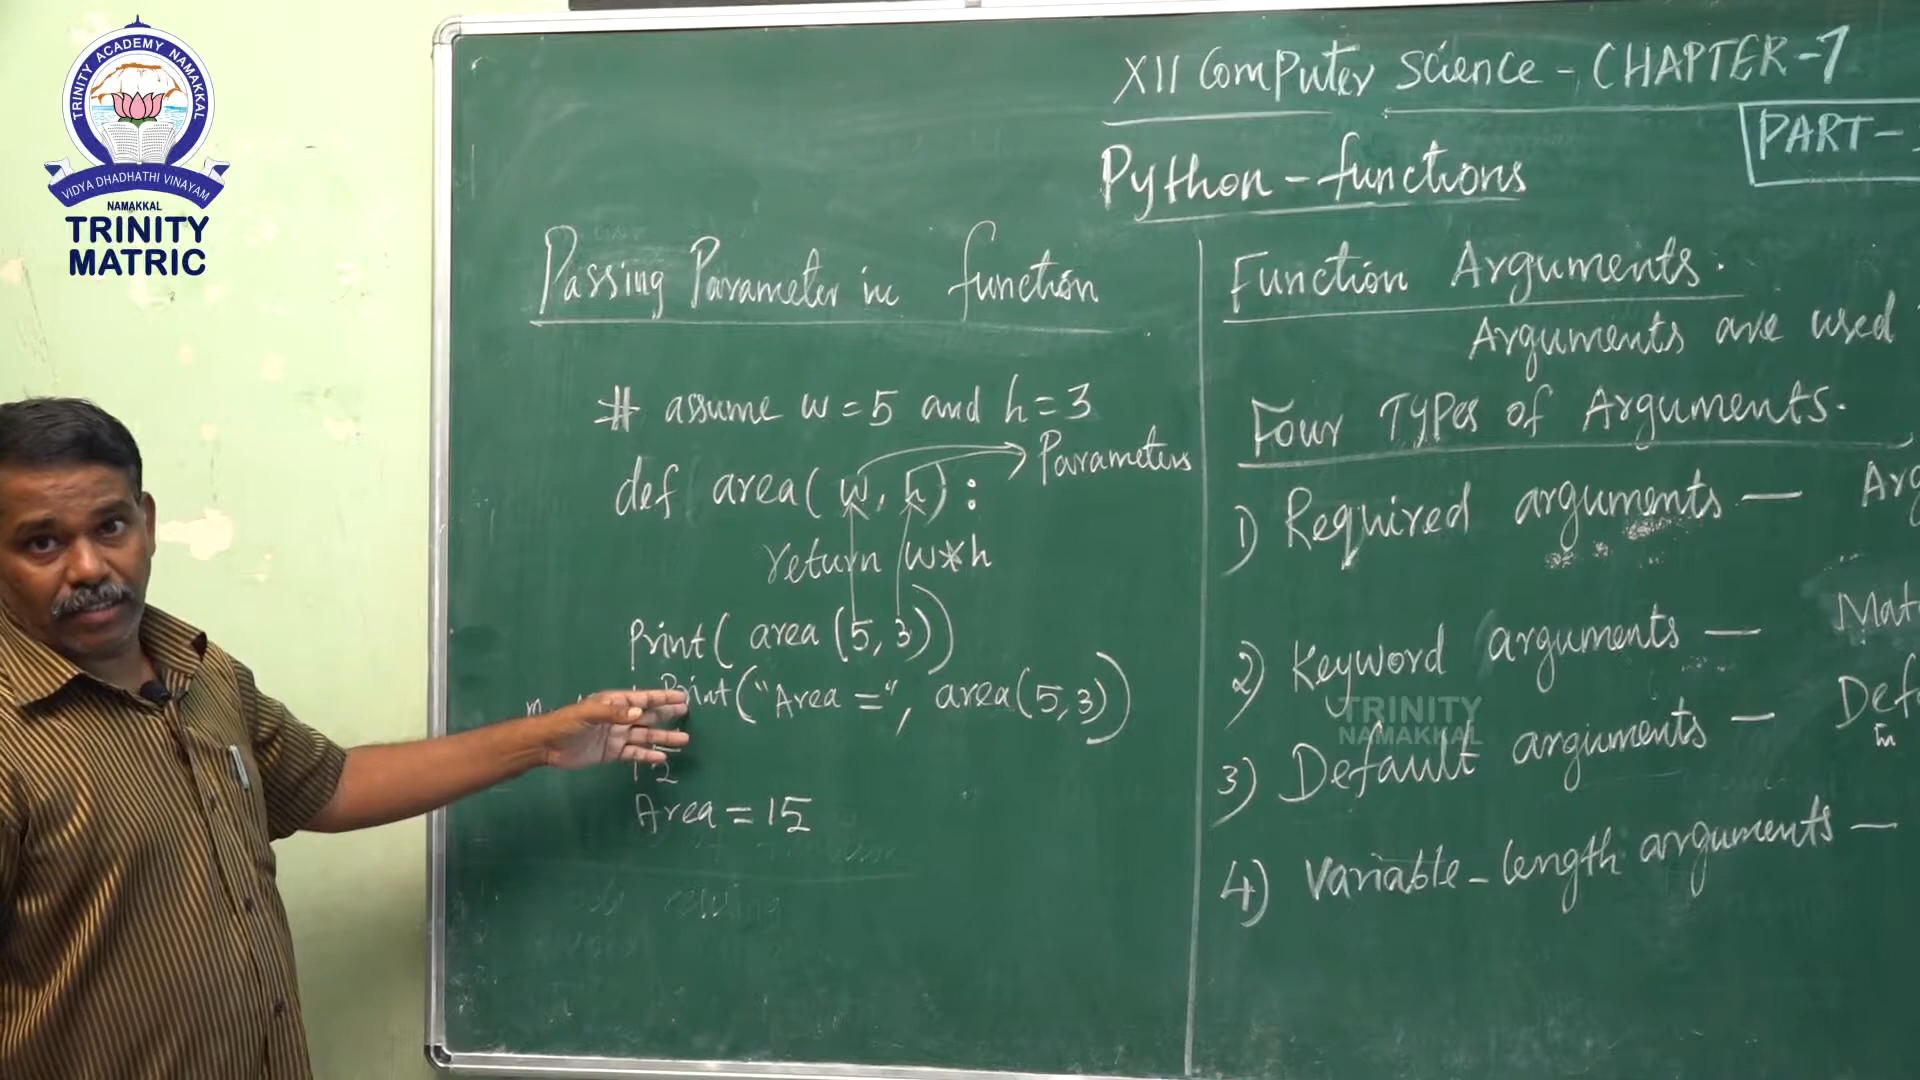 TRINITY ACADEMY NAMAKKAL
VIDYA DHADHATHI VINAYAM
NAMAKKAL
TRINITY
MATRIC
XII Computer Science - CHAPTER-7
PART-
Python - functions
Passing Parameter in function
# assume w = 5 and h = 3
Parameters
def area( w, h) :
return w*h
Print( area (5, 3))
Print("Area =", area(5,3))
Area = 15
Function Arguments.
Arguments are used
Four Types of Arguments.
1) Required arguments — Arg
2) Keyword arguments — Mat
3) Default arguments — Defa
4) Variable-length arguments —
TRINITY
NAMAKKAL